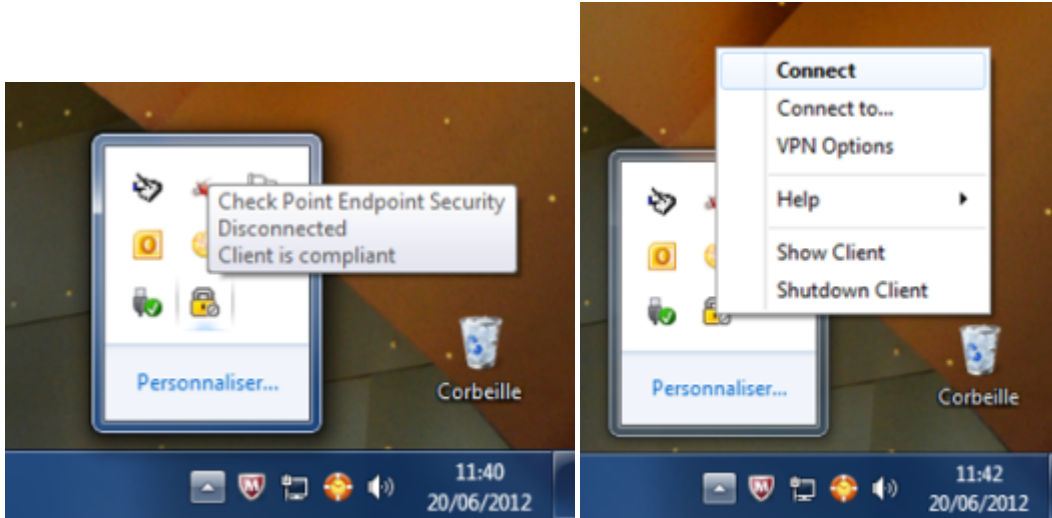 Check Point Endpoint Security
Disconnected
Client is compliant
Personnaliser...
Corbeille
11:40
20/06/2012
Connect
Connect to...
VPN Options
Help
Show Client
Shutdown Client
Personnaliser...
Corbeille
11:42
20/06/2012